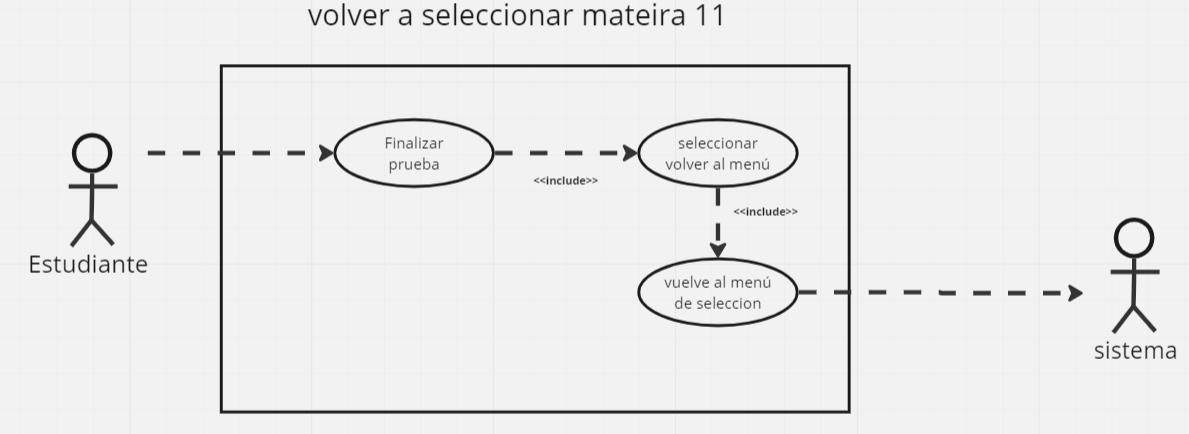 volver a seleccionar mateira 11
Finalizar
prueba
<<include>>
seleccionar
volver al menú
<<include>>
vuelve al menú
de seleccion
Estudiante
sistema